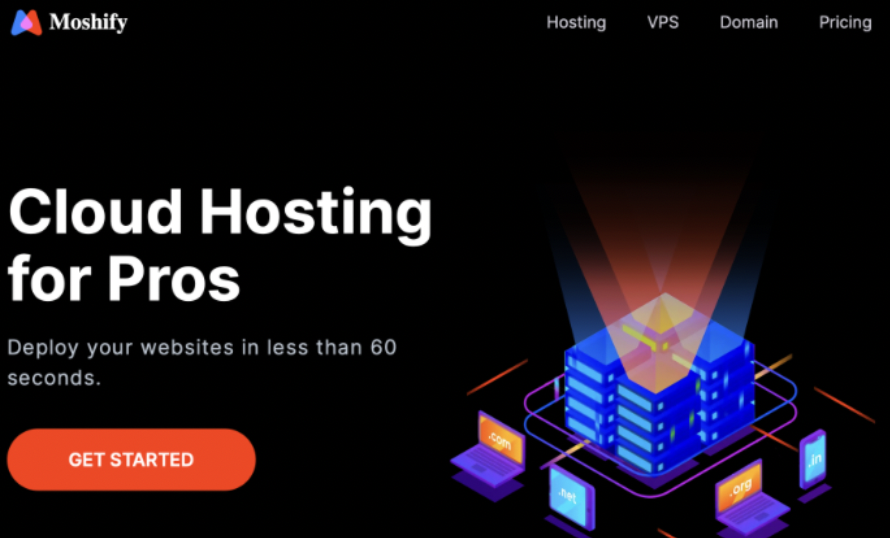 Moshify
Hosting
VPS
Domain
Pricing
Cloud Hosting
for Pros
Deploy your websites in less than 60
seconds.
GET STARTED
.com
.net
.org
.in